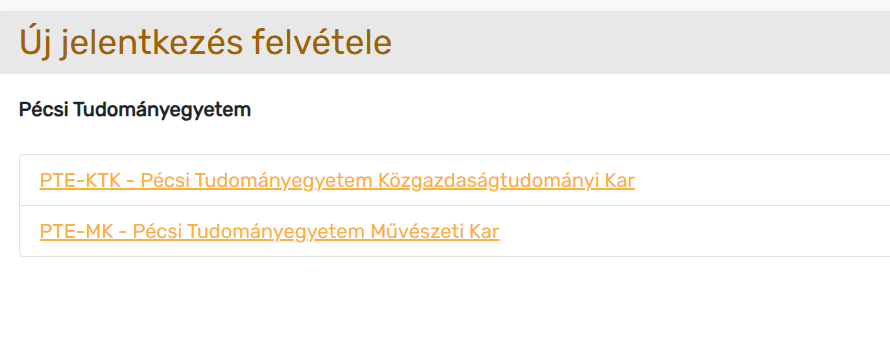 Új jelentkezés felvétele
Pécsi Tudományegyetem
PTE-KTK - Pécsi Tudományegyetem Közgazdaságtudományi Kar
PTE-MK - Pécsi Tudományegyetem Művészeti Kar